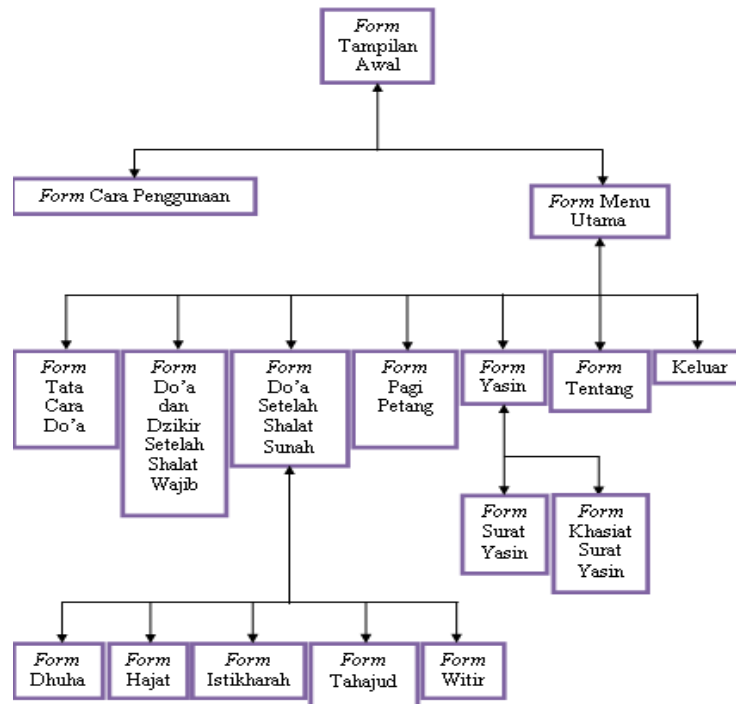 Form
Tampilan
Awal
Form Cara Penggunaan
Form Menu
Utama
Form
Tata
Cara
Do'a
Form
Do'a
dan
Dzikir
Setelah
Shalat
Wajib
Form
Do'a
Setelah
Shalat
Sunah
Form
Pagi
Petang
Form
Yasin
Form
Tentang
Keluar
Form
Surat
Yasin
Form
Khasiat
Surat
Yasin
Form
Dhuha
Form
Hajat
Form
Istikharah
Form
Tahajud
Form
Witir